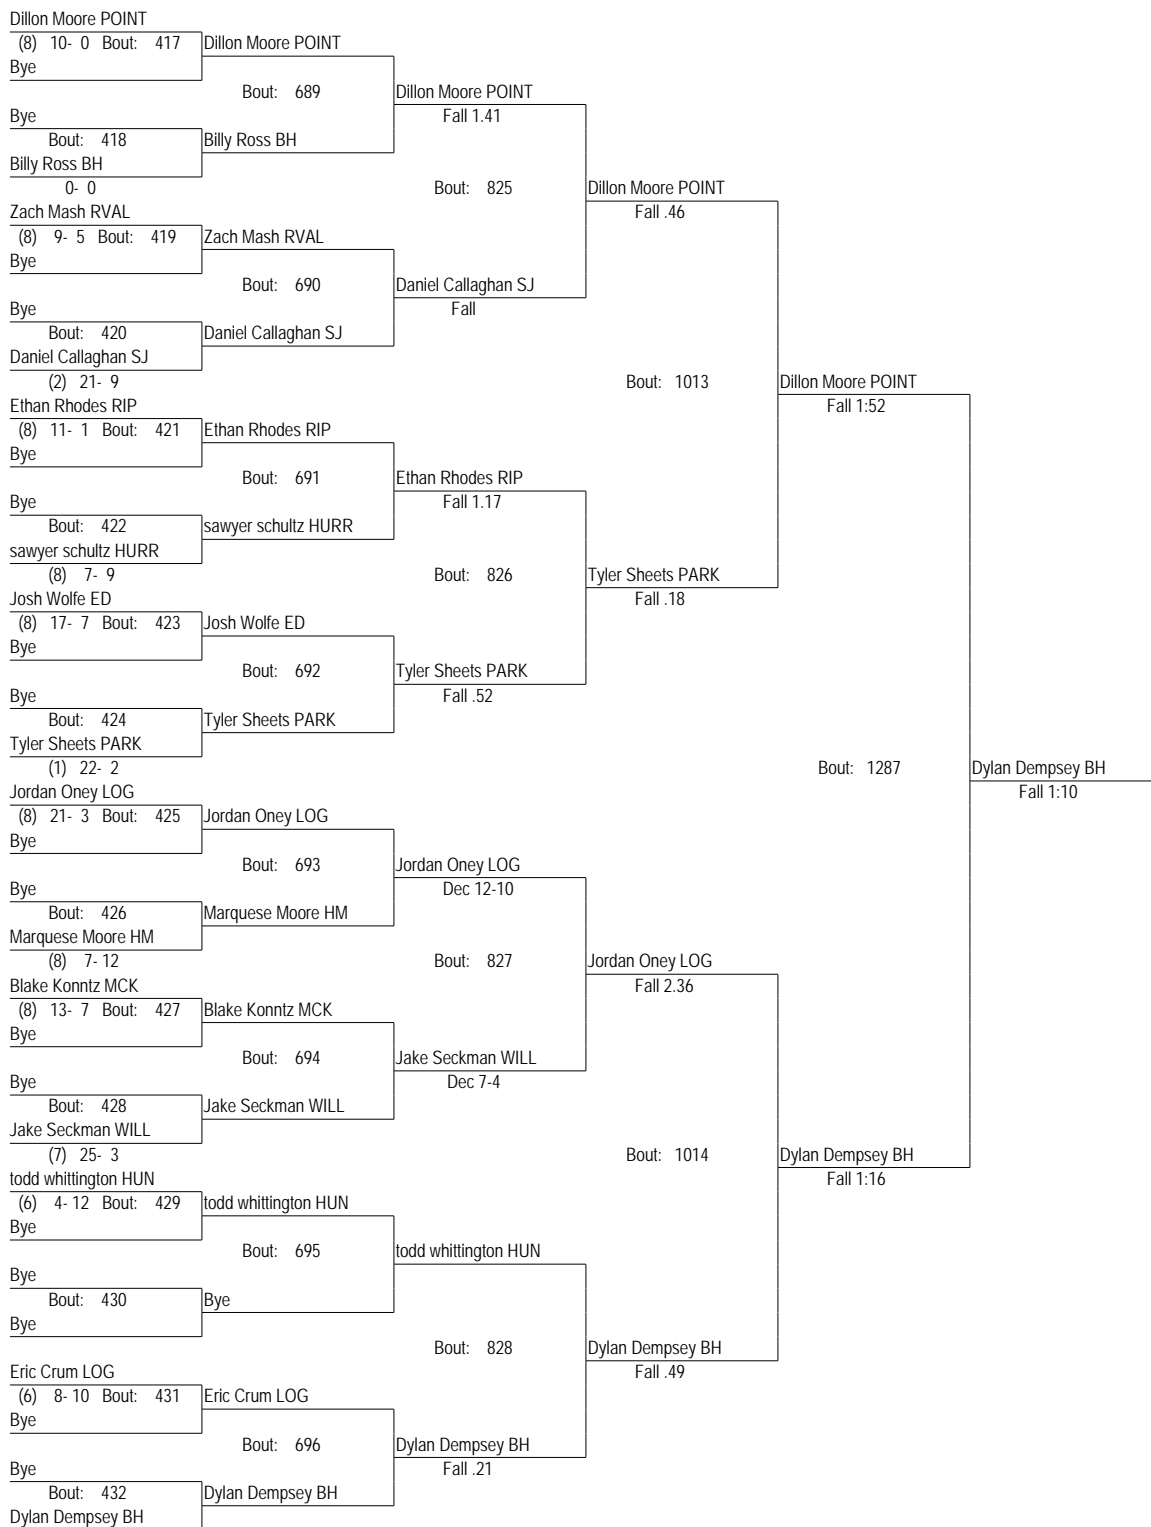 Dillon Moore POINT
(8) 10- 0 Bout: 417 Dillon Moore POINT
Bye
Bout: 689 Dillon Moore POINT
Bye Fall 1.41
Bout: 418 Billy Ross BH
Billy Ross BH
0- 0 Bout: 825 Dillon Moore POINT
Zach Mash RVAL Fall .46
(8) 9- 5 Bout: 419 Zach Mash RVAL
Bye
Bout: 690 Daniel Callaghan SJ
Bye Fall
Bout: 420 Daniel Callaghan SJ
Daniel Callaghan SJ
(2) 21- 9 Bout: 1013 Dillon Moore POINT
Ethan Rhodes RIP Fall 1:52
(8) 11- 1 Bout: 421 Ethan Rhodes RIP
Bye
Bout: 691 Ethan Rhodes RIP
Bye Fall 1.17
Bout: 422 sawyer schultz HURR
sawyer schultz HURR
(8) 7- 9 Bout: 826 Tyler Sheets PARK
Josh Wolfe ED Fall .18
(8) 17- 7 Bout: 423 Josh Wolfe ED
Bye
Bout: 692 Tyler Sheets PARK
Bye Fall .52
Bout: 424 Tyler Sheets PARK
Tyler Sheets PARK
(1) 22- 2 Bout: 1287 Dylan Dempsey BH
Jordan Oney LOG Fall 1:10
(8) 21- 3 Bout: 425 Jordan Oney LOG
Bye
Bout: 693 Jordan Oney LOG
Bye Dec 12-10
Bout: 426 Marquese Moore HM
Marquese Moore HM
(8) 7- 12 Bout: 827 Jordan Oney LOG
Blake Konntz MCK Fall 2.36
(8) 13- 7 Bout: 427 Blake Konntz MCK
Bye
Bout: 694 Jake Seckman WILL
Bye Dec 7-4
Bout: 428 Jake Seckman WILL
Jake Seckman WILL
(7) 25- 3 Bout: 1014 Dylan Dempsey BH
todd whittington HUN Fall 1:16
(6) 4- 12 Bout: 429 todd whittington HUN
Bye
Bout: 695 todd whittington HUN
Bye
Bout: 430 Bye
Bye
Bout: 828 Dylan Dempsey BH
Eric Crum LOG Fall .49
(6) 8- 10 Bout: 431 Eric Crum LOG
Bye
Bout: 696 Dylan Dempsey BH
Bye Fall .21
Bout: 432 Dylan Dempsey BH
Dylan Dempsey BH